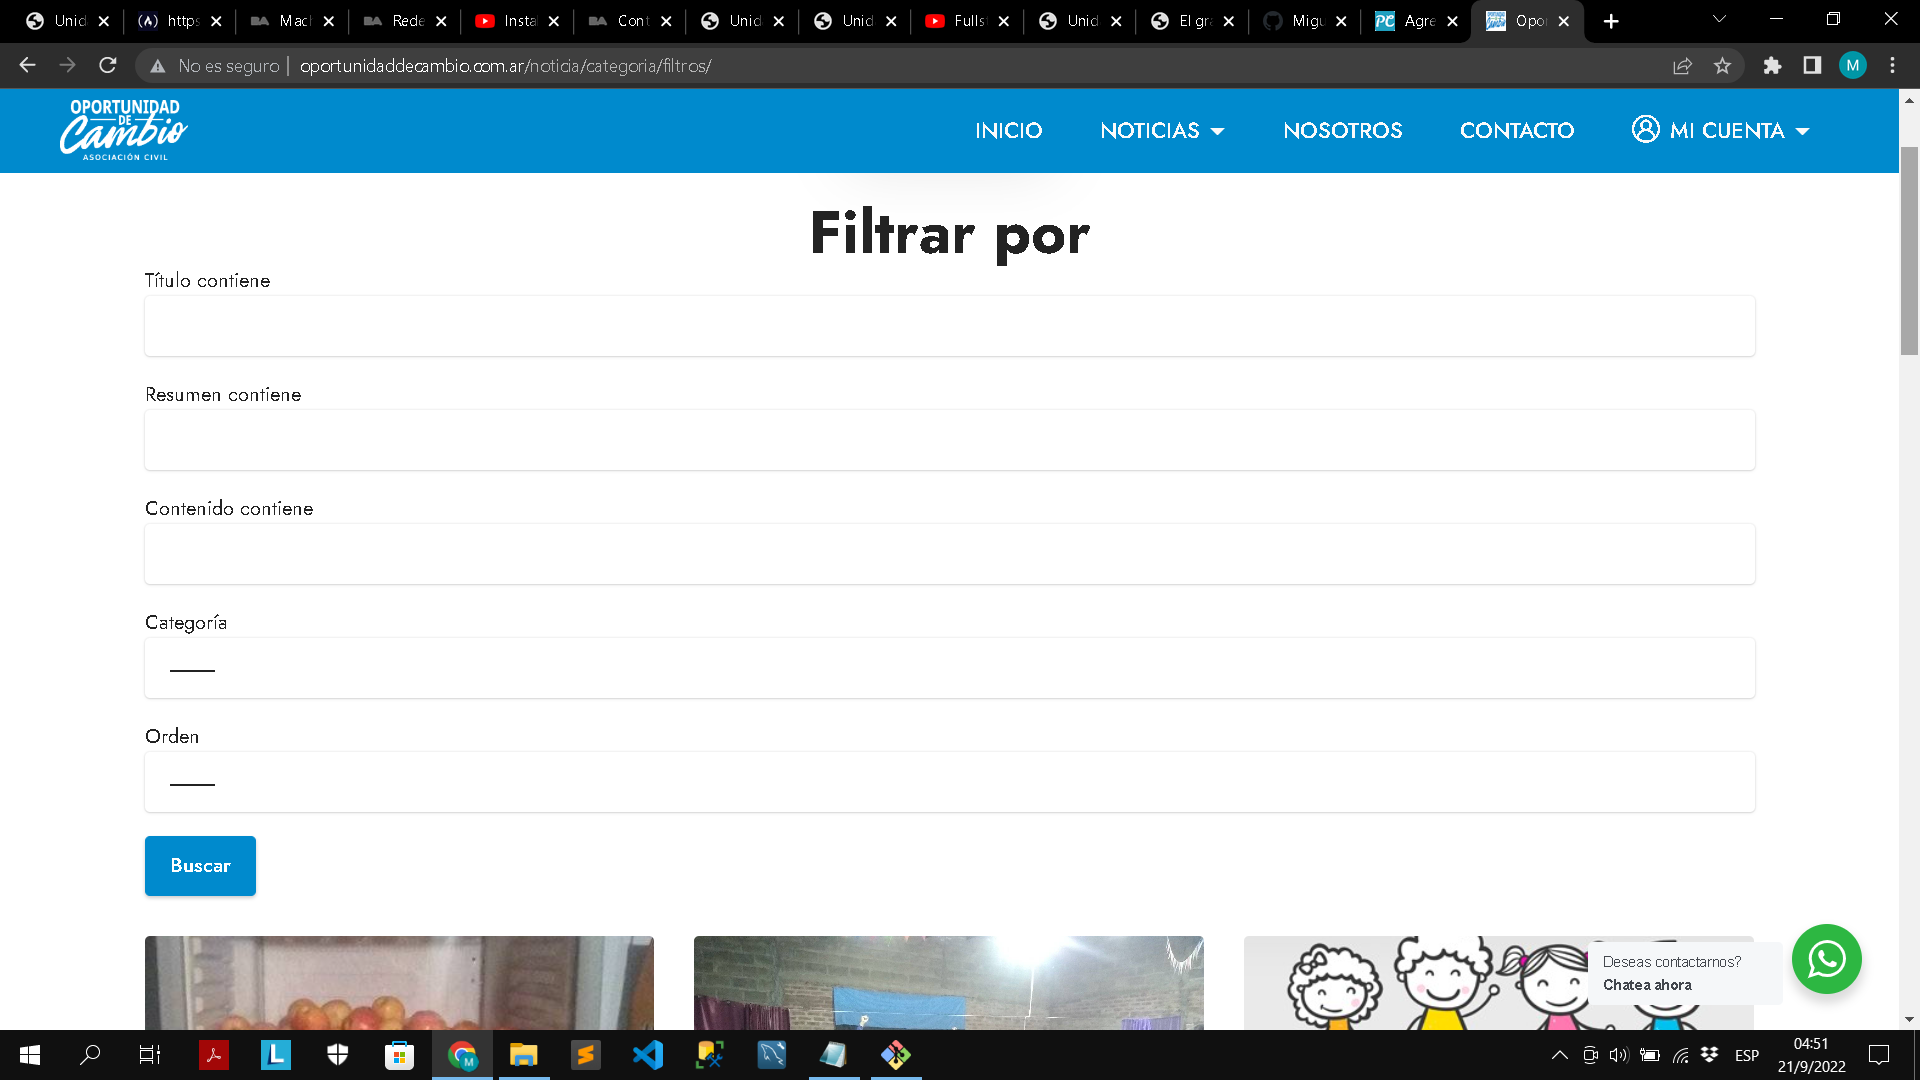 Unid
https
Mach
Rede
Insta
Cont
Unid
Unid
Fulls
Unid
El gra
Migu
Agre
Opor
No es seguro
oportunidaddecambio.com.ar/noticia/categoria/filtros/
M
OPORTUNIDAD
DE
Cambio
ASOCIACIÓN CIVIL
INICIO
NOTICIAS
NOSOTROS
CONTACTO
MI CUENTA
Filtrar por
Título contiene
Resumen contiene
Contenido contiene
Categoría
---------
Orden
---------
Buscar
Deseas contactarnos?
Chatea ahora
ESP
04:51
21/9/2022